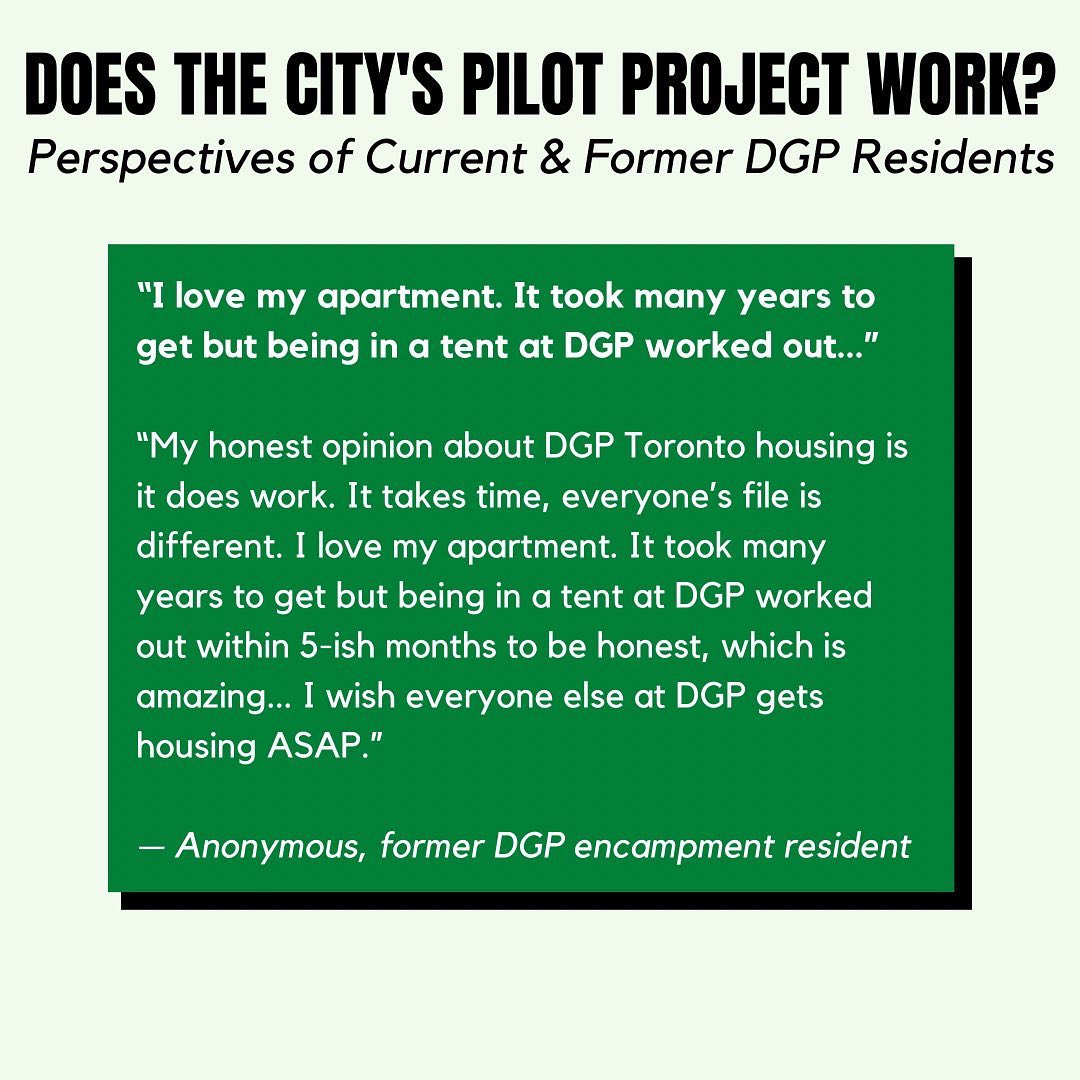 DOES THE CITY'S PILOT PROJECT WORK?
Perspectives of Current & Former DGP Residents
“I love my apartment. It took many years to
get but being in a tent at DGP worked out...”
“My honest opinion about DGP Toronto housing is
it does work. It takes time, everyone’s file is
different. I love my apartment. It took many
years to get but being in a tent at DGP worked
out within 5-ish months to be honest, which is
amazing... I wish everyone else at DGP gets
housing ASAP.”
— Anonymous, former DGP encampment resident